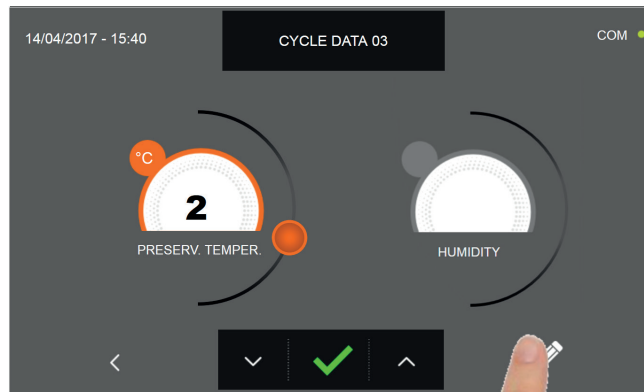 14/04/2017 - 15:40
CYCLE DATA 03
COM
°C
2
PRESERV. TEMPER.
HUMIDITY